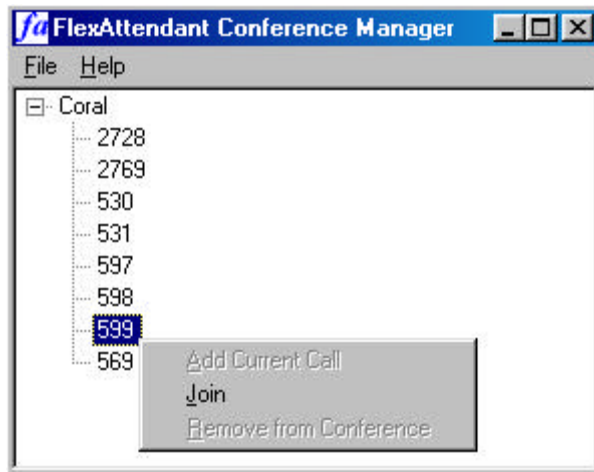 fa FlexAttendant Conference Manager
File Help
Coral
2728
2769
530
531
597
598
599
569
Add Current Call
Join
Remove from Conference